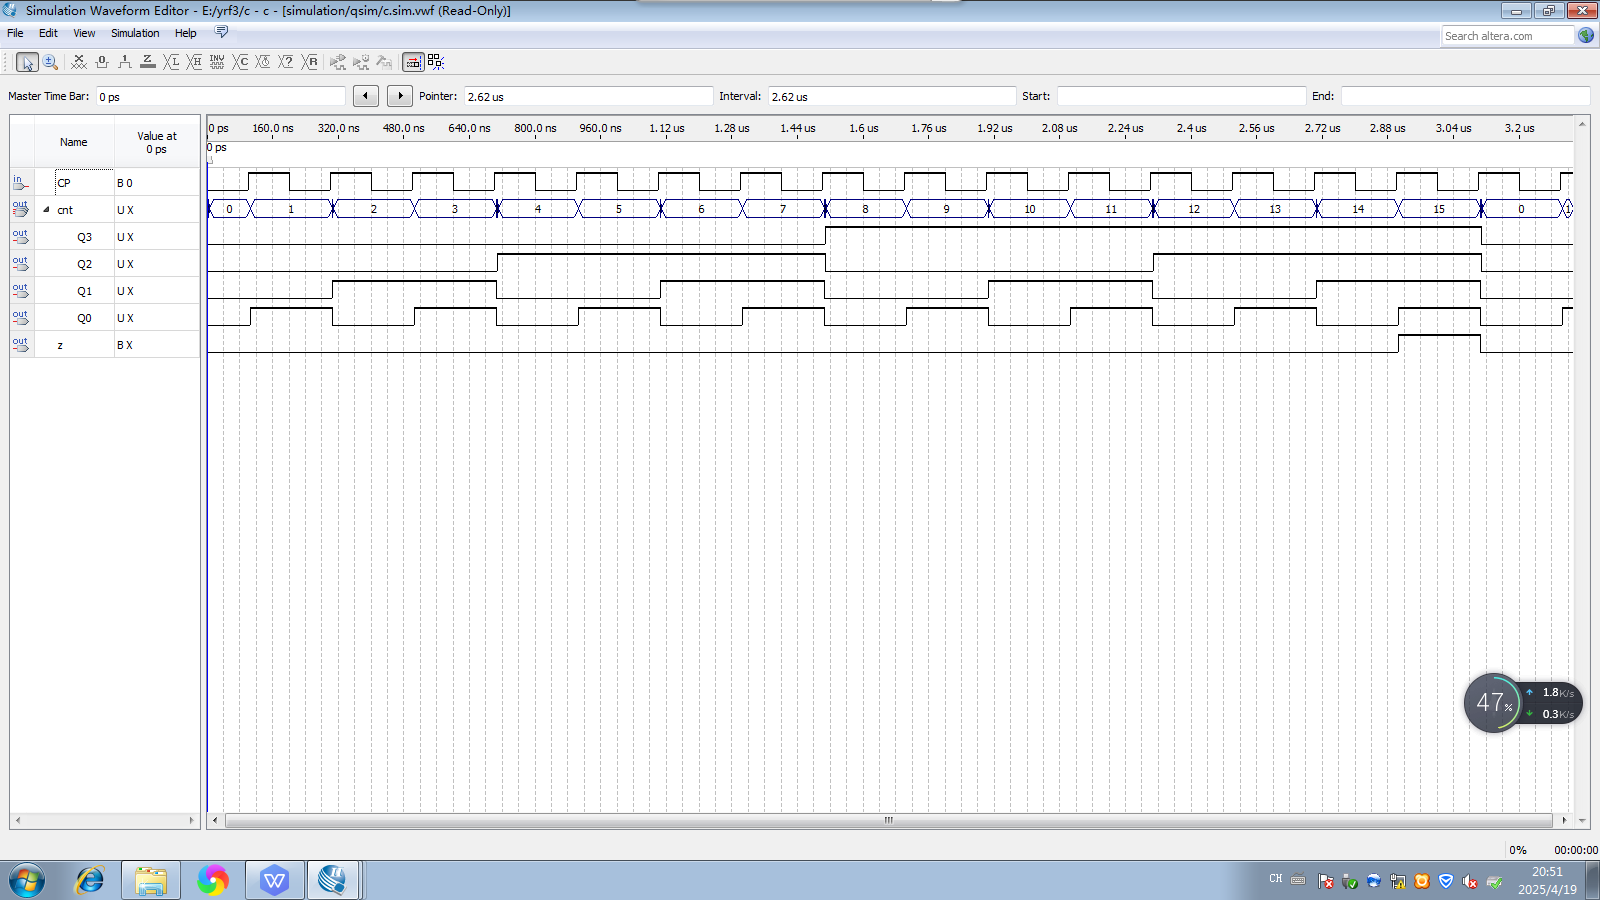 Simulation Waveform Editor - E:/yrf3/c - c - [simulation/qsim/c.sim.vwf (Read-Only)]
File Edit View Simulation Help
Search altera.com
Master Time Bar: 0 ps Pointer: 2.62 us Interval: 2.62 us Start: End:
Name Value at 0 ps
0 ps 160.0 ns 320.0 ns 480.0 ns 640.0 ns 800.0 ns 960.0 ns 1.12 us 1.28 us 1.44 us 1.6 us 1.76 us 1.92 us 2.08 us 2.24 us 2.4 us 2.56 us 2.72 us 2.88 us 3.04 us 3.2 us
0 ps
in CP B 0
out cnt U X 0 1 2 3 4 5 6 7 8 9 10 11 12 13 14 15 0 1
out Q3 U X
out Q2 U X
out Q1 U X
out Q0 U X
out z B X
47% 1.8K/s
0.3K/s
0% 00:00:00
CH 20:51
2025/4/19